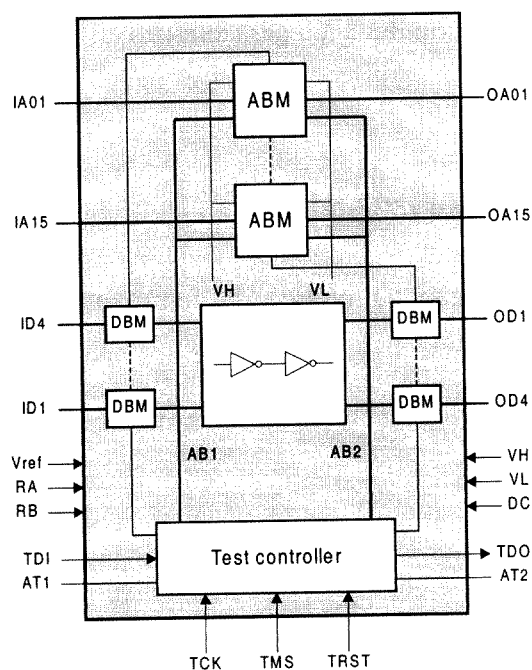 ABM
IA01
OA01
ABM
IA15
OA15
VH
VL
DBM
DBM
ID4
OD1
DBM
DBM
ID1
OD4
AB1
AB2
Vref
VH
RA
VL
RB
DC
Test controller
TDI
TDO
AT1
AT2
TCK
TMS
TRST